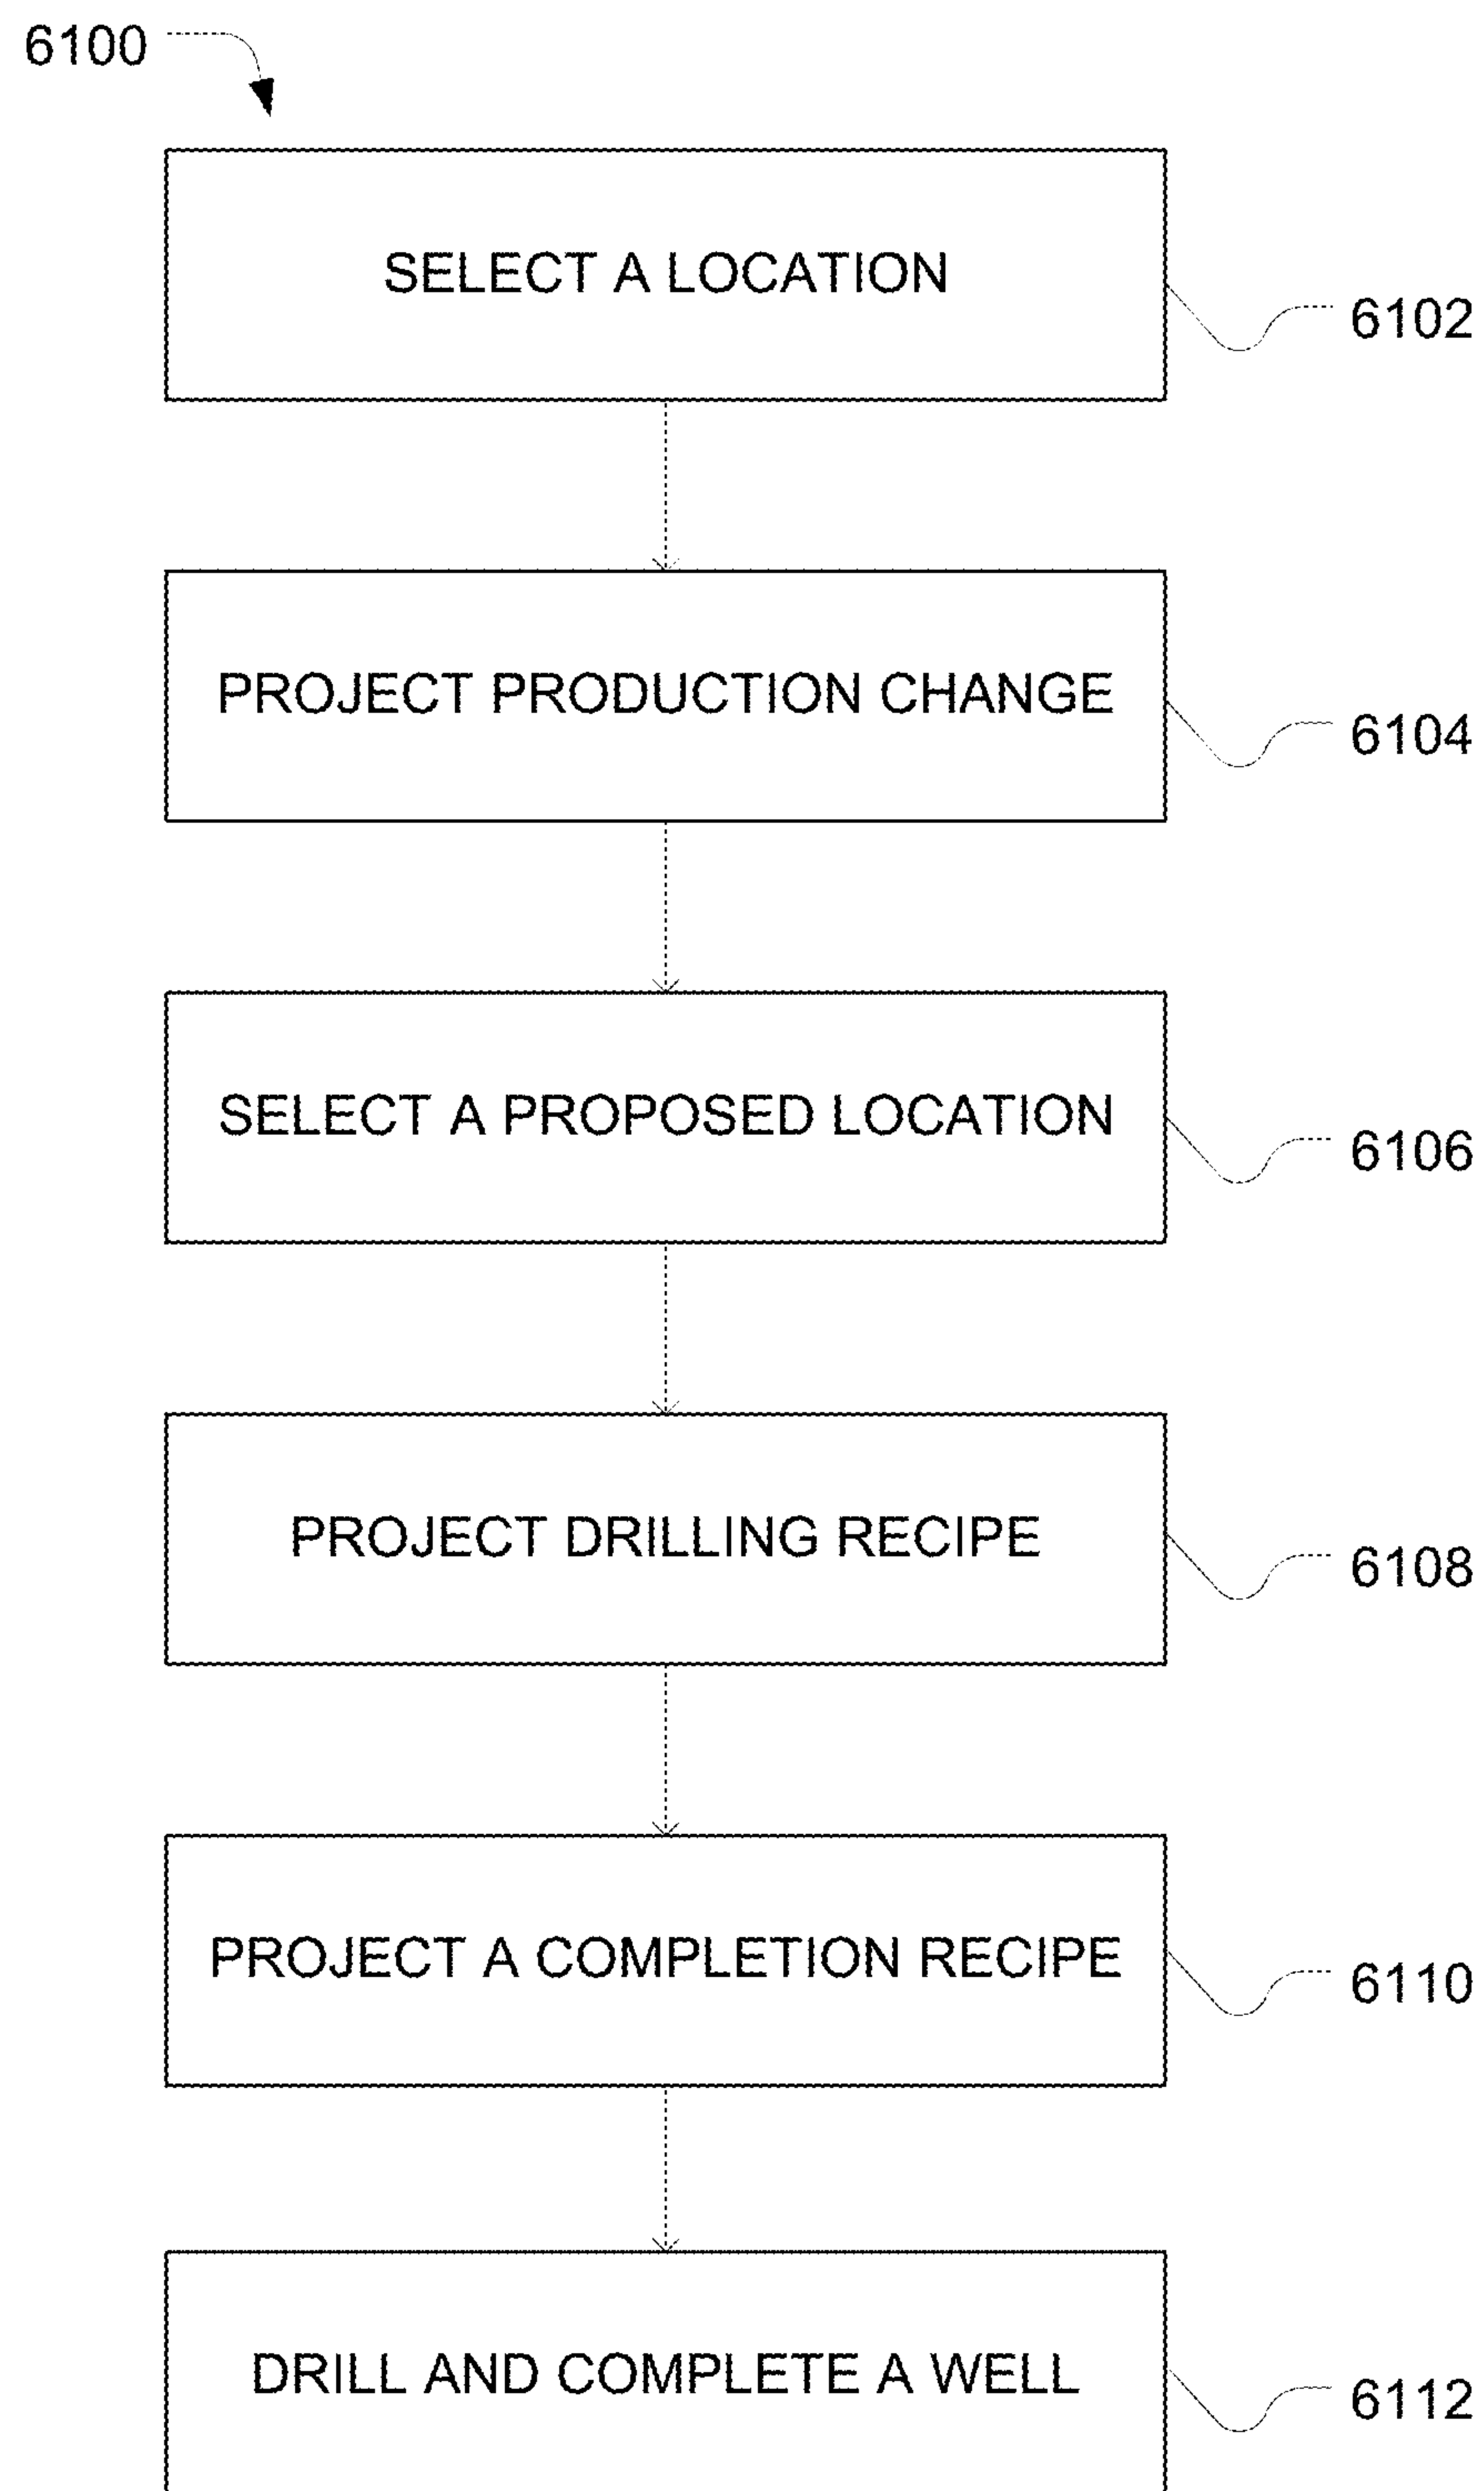 6100
SELECT A LOCATION
6102
PROJECT PRODUCTION CHANGE
6104
SELECT A PROPOSED LOCATION
6106
PROJECT DRILLING RECIPE
6108
PROJECT A COMPLETION RECIPE
6110
DRILL AND COMPLETE A WELL
6112